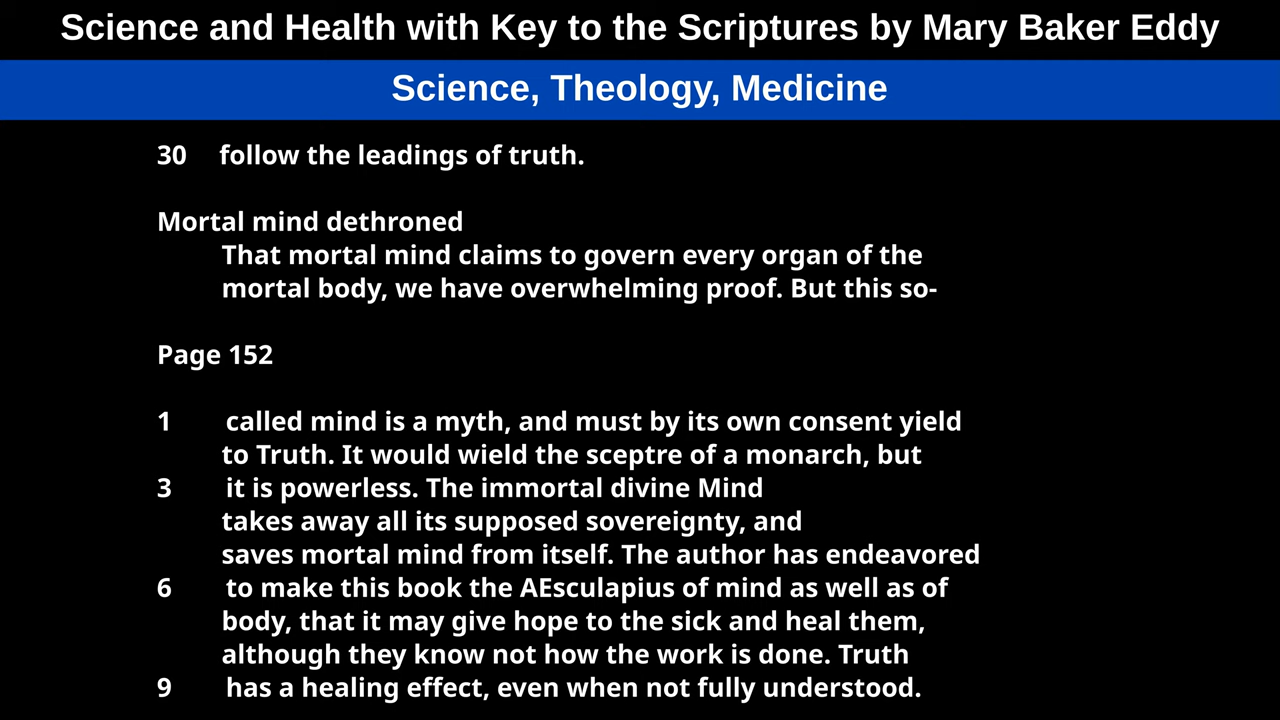 Science and Health with Key to the Scriptures by Mary Baker Eddy
Science, Theology, Medicine
30 follow the leadings of truth.
Mortal mind dethroned
That mortal mind claims to govern every organ of the
mortal body, we have overwhelming proof. But this so-
Page 152
1 called mind is a myth, and must by its own consent yield
to Truth. It would wield the sceptre of a monarch, but
3 it is powerless. The immortal divine Mind
takes away all its supposed sovereignty, and
saves mortal mind from itself. The author has endeavored
6 to make this book the AEsculapius of mind as well as of
body, that it may give hope to the sick and heal them,
although they know not how the work is done. Truth
9 has a healing effect, even when not fully understood.